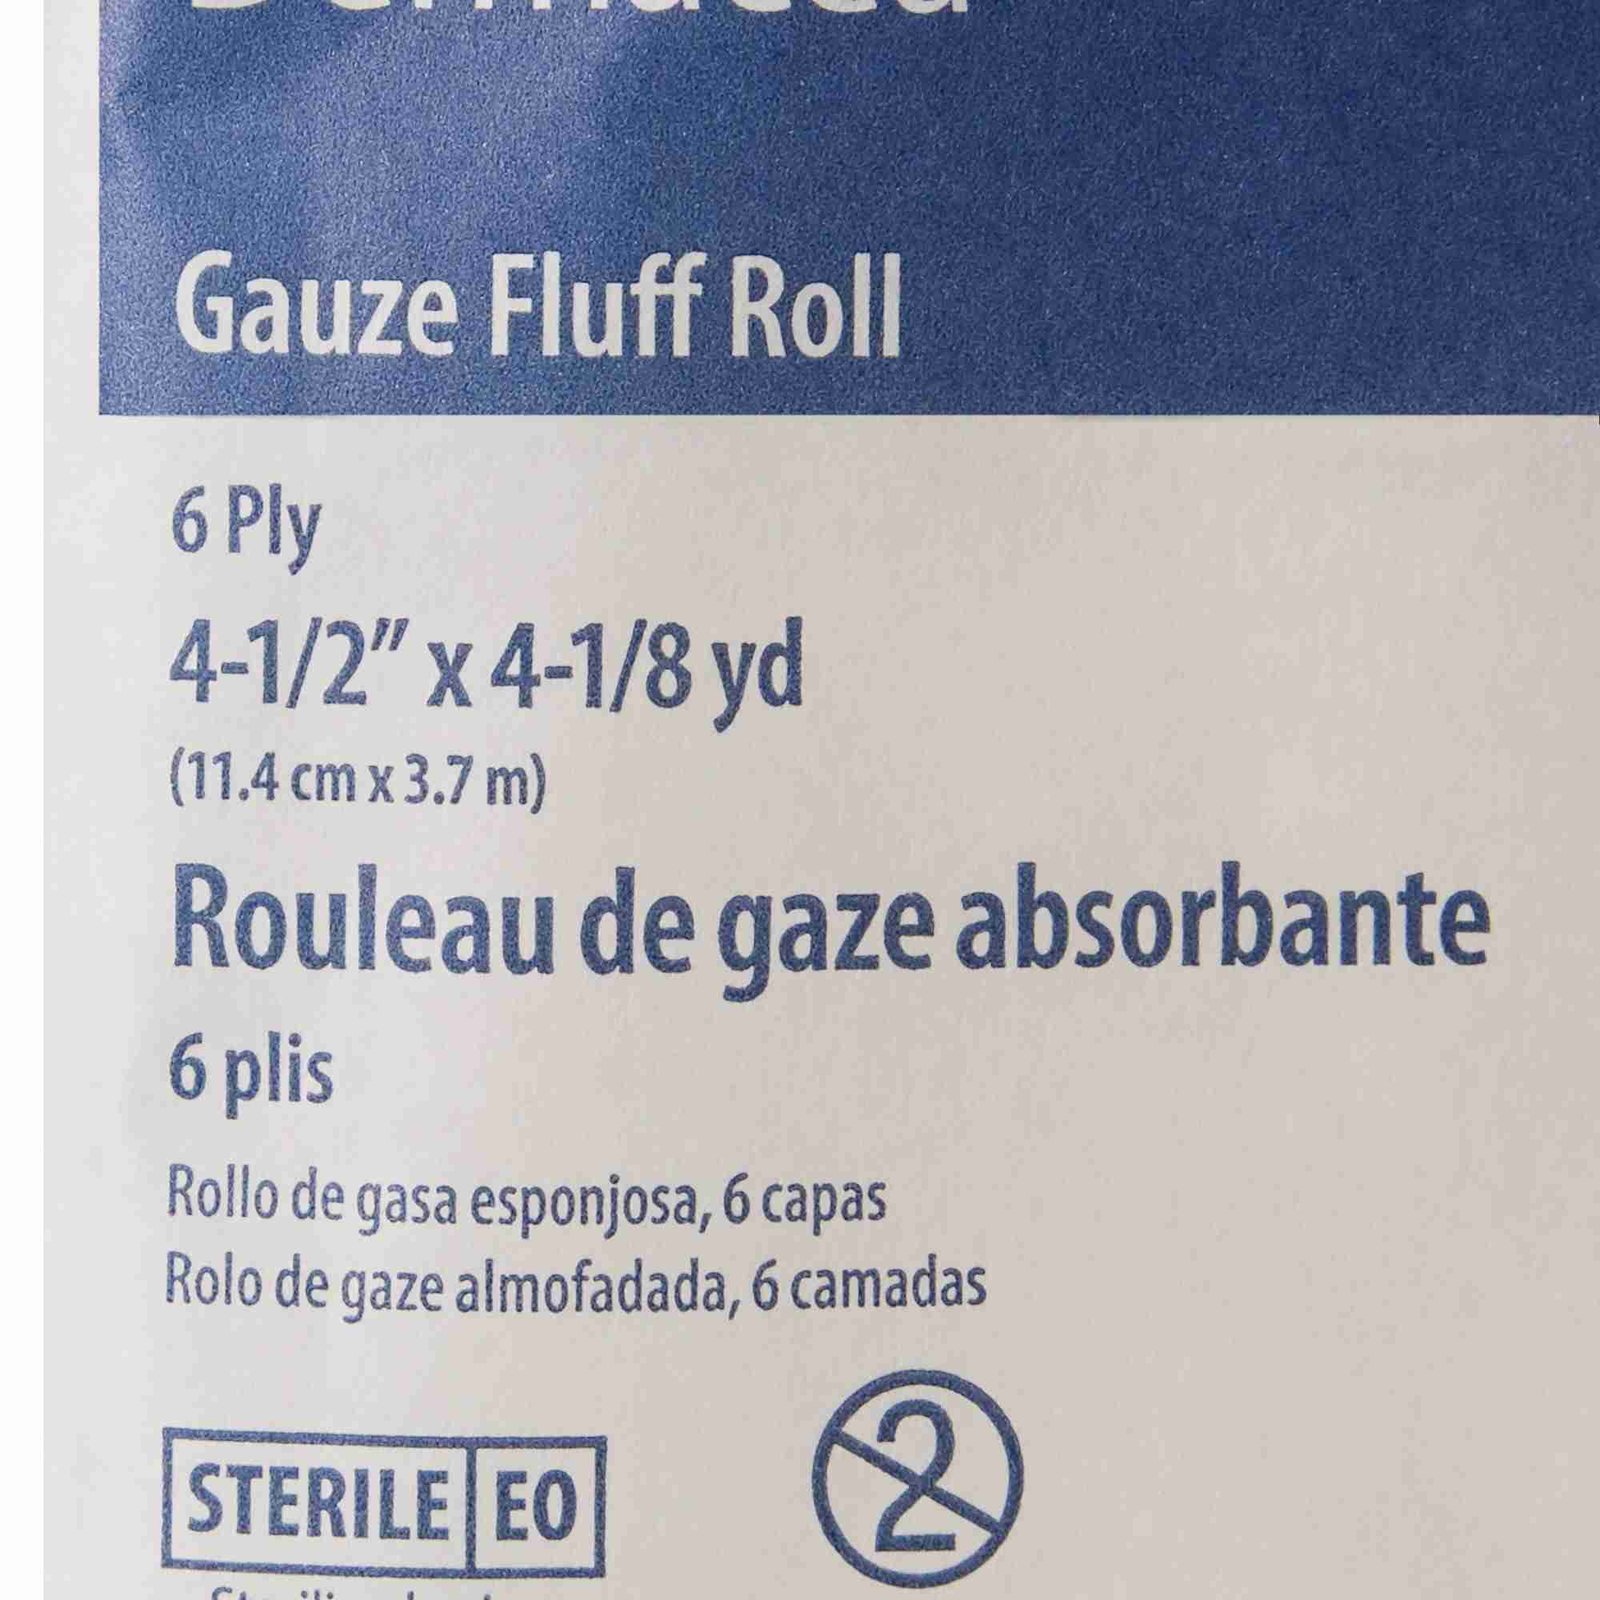 Gauze Fluff Roll
6 Ply
4-1/2” x 4-1/8 yd
(11.4 cm x 3.7 m)
Rouleau de gaze absorbante
6 plis
Rollo de gasa esponjosa, 6 capas
Rolo de gaze almofadada, 6 camadas
STERILE EO
2